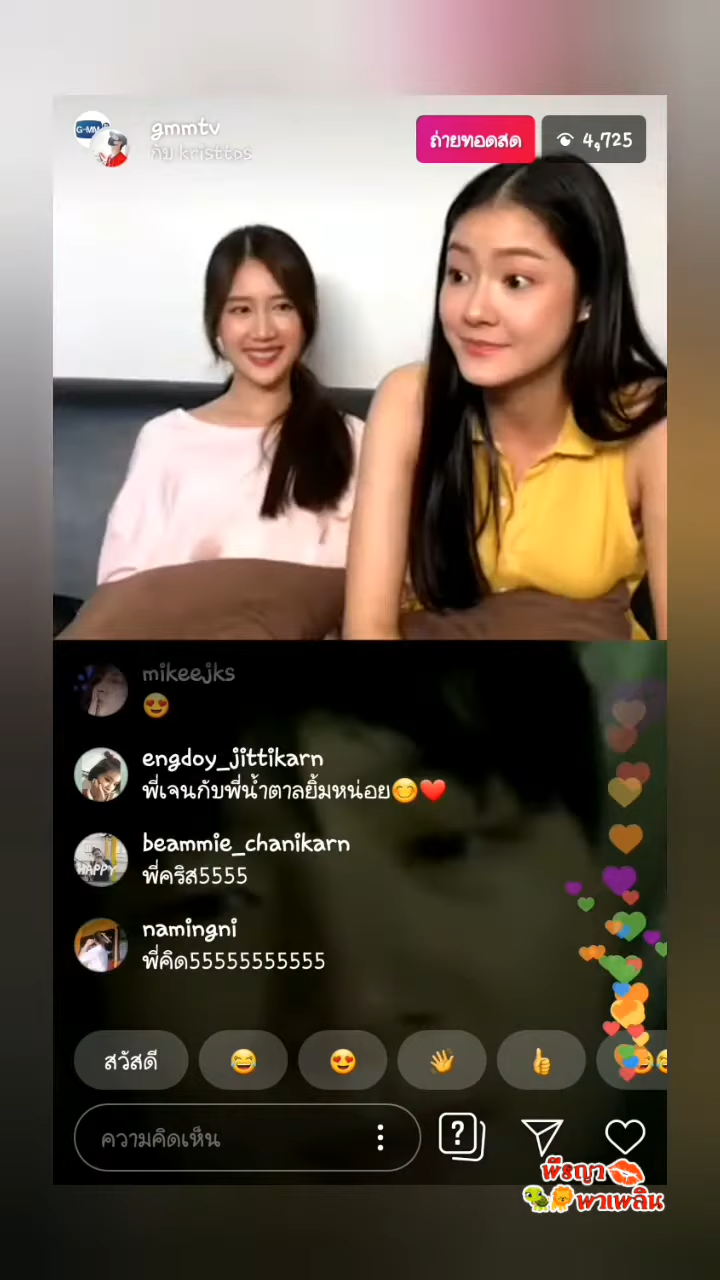 G-MM
gmmtv
กับ kristtps
ถ่ายทอดสด
4,725
mikeejks
😍
engdoy_jittikarn
พี่เจนกับพี่น้ำตาลยิ้มหน่อย😊❤️
beammie_chanikarn
HAPPY
พี่คริส5555
namingni
พี่คิด55555555555
สวัสดี 😂 😍 👋 👍
ความคิดเห็น
?
พีรญา💋
🐢🦁พาเพลิน